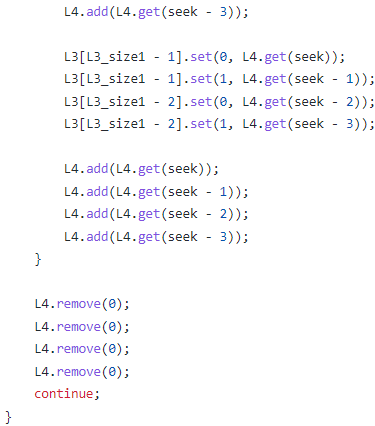 L4.add(L4.get(seek - 3));
L3[L3_size1 - 1].set(0, L4.get(seek));
L3[L3_size1 - 1].set(1, L4.get(seek - 1));
L3[L3_size1 - 2].set(0, L4.get(seek - 2));
L3[L3_size1 - 2].set(1, L4.get(seek - 3));
L4.add(L4.get(seek));
L4.add(L4.get(seek - 1));
L4.add(L4.get(seek - 2));
L4.add(L4.get(seek - 3));
}
L4.remove(0);
L4.remove(0);
L4.remove(0);
L4.remove(0);
continue;
}